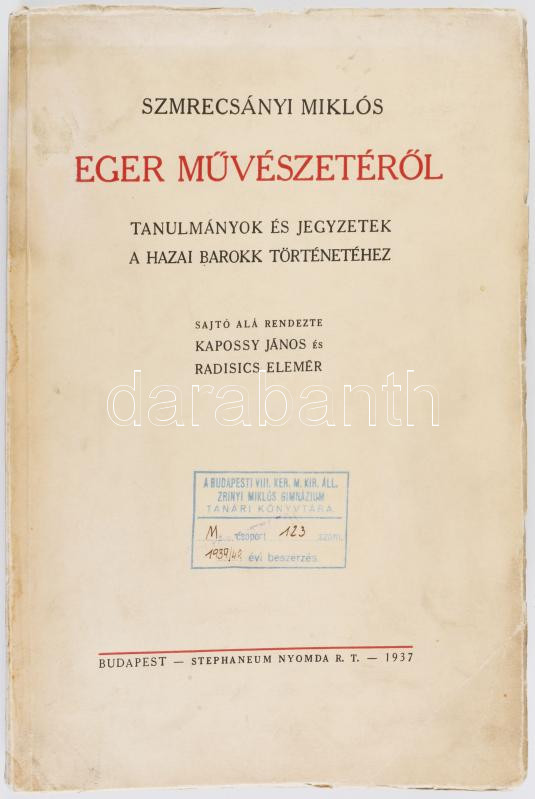 SZMRECSÁNYI MIKLÓS
EGER MŰVÉSZETÉRŐL
TANULMÁNYOK ÉS JEGYZETEK
A HAZAI BAROKK TÖRTÉNETÉHEZ
SAJTÓ ALÁ RENDEZTE
KAPOSSY JÁNOS ÉS
RADISICS ELEMÉR
darabanth
A BUDAPESTI VIII. KER. M. KIR. ÁLL.
ZRINYI MIKLÓS GIMNÁZIUM
TANÁRI KÖNYVTÁRA.
M. csoport 123 szám.
évi beszerzés.
BUDAPEST — STEPHANEUM NYOMDA R. T. — 1937